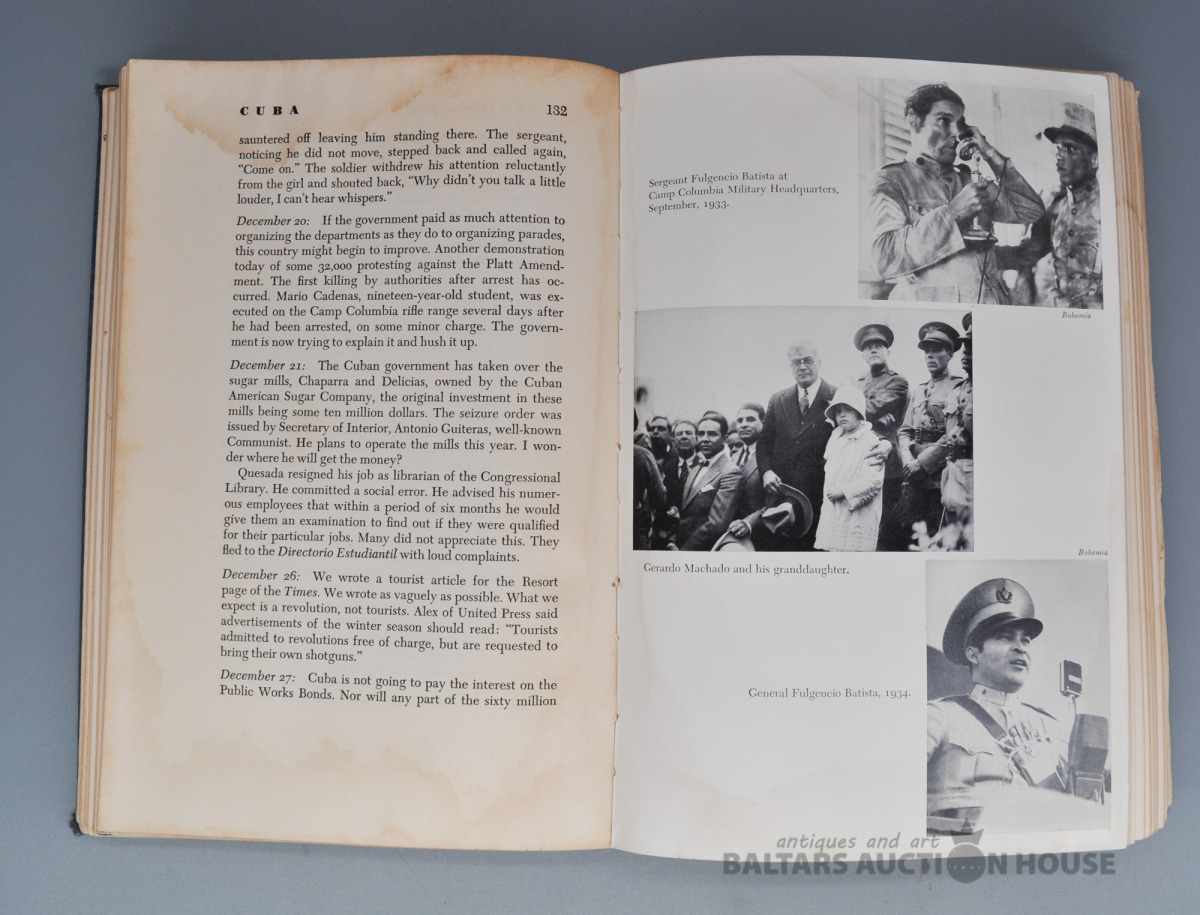 CUBA 132
sauntered off leaving him standing there. The sergeant,
noticing he did not move, stepped back and called again,
“Come on.” The soldier withdrew his attention reluctantly
from the girl and shouted back, “Why didn’t you talk a little
louder, I can’t hear whispers.”
December 20: If the government paid as much attention to
organizing the departments as they do to organizing parades,
this country might begin to improve. Another demonstration
today of some 32,000 protesting against the Platt Amend-
ment. The first killing by authorities after arrest has oc-
curred. Mario Cadenas, nineteen-year-old student, was ex-
ecuted on the Camp Columbia rifle range several days after
he had been arrested, on some minor charge. The govern-
ment is now trying to explain it and hush it up.
December 21: The Cuban government has taken over the
sugar mills, Chaparra and Delicias, owned by the Cuban
American Sugar Company, the original investment in these
mills being some ten million dollars. The seizure order was
issued by Secretary of Interior, Antonio Guiteras, well-known
Communist. He plans to operate the mills this year. I won-
der where he will get the money?
Quesada resigned his job as librarian of the Congressional
Library. He committed a social error. He advised his numer-
ous employees that within a period of six months he would
give them an examination to find out if they were qualified
for their particular jobs. Many did not appreciate this. They
fled to the Directorio Estudiantil with loud complaints.
December 26: We wrote a tourist article for the Resort
page of the Times. We wrote as vaguely as possible. What we
expect is a revolution, not tourists. Alex of United Press said
advertisements of the winter season should read: “Tourists
admitted to revolutions free of charge, but are requested to
bring their own shotguns.”
December 27: Cuba is not going to pay the interest on the
Public Works Bonds. Nor will any part of the sixty million
Sergeant Fulgencio Batista at
Camp Columbia Military Headquarters,
September, 1933.
Bohemia
Bohemia
Gerardo Machado and his granddaughter.
General Fulgencio Batista, 1934.
antiques and art
BALTARS AUCTION HOUSE